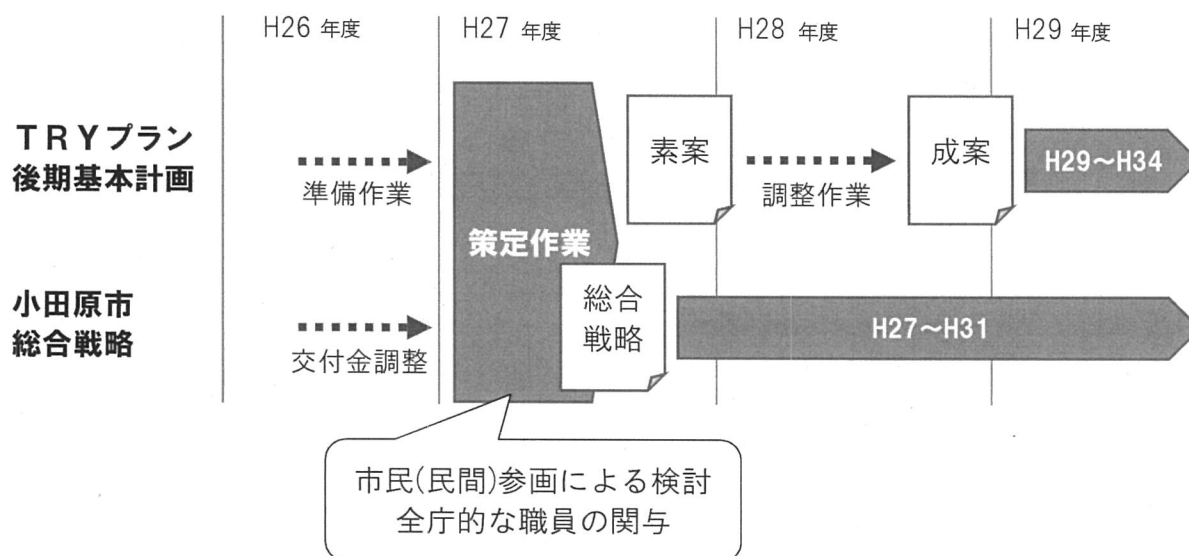 H26 年度
H27 年度
H28 年度
H29 年度
TRYプラン
後期基本計画
準備作業
策定作業
素案
調整作業
成案
H29～H34
小田原市
総合戦略
交付金調整
総合
戦略
H27～H31
市民(民間)参画による検討
全庁的な職員の関与